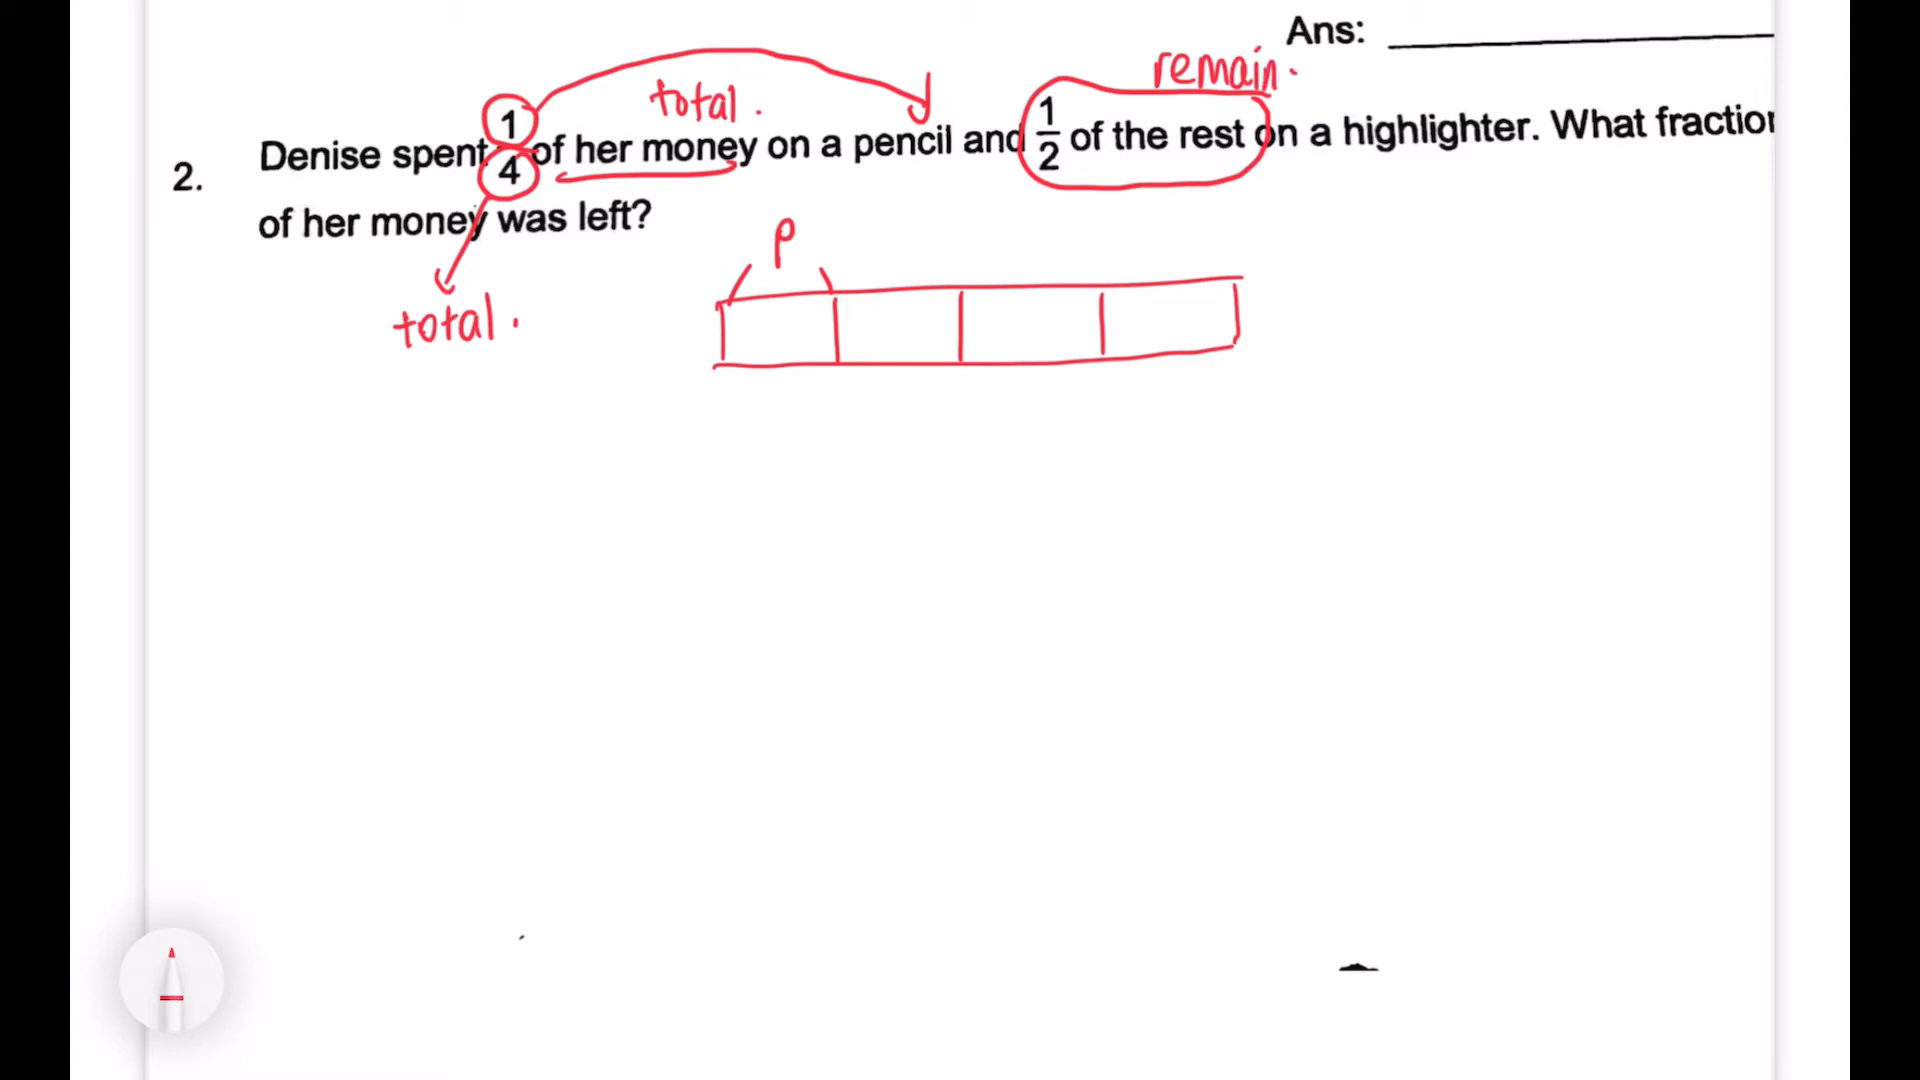 Ans:
remain.
total.
2. Denise spent 1/4 of her money on a pencil and 1/2 of the rest on a highlighter. What fraction
of her money was left?
P
total.